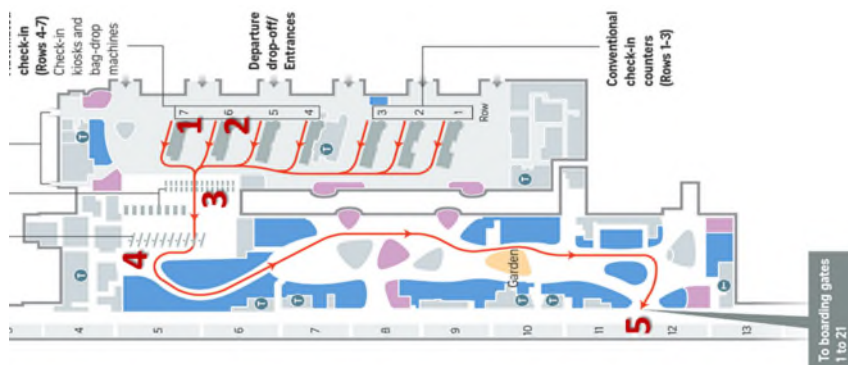 check-in
(Rows 4-7)
Check-in
kiosks and
bag-drop
machines
Departure
drop-off/
Entrances
Conventional
check-in
counters
(Rows 1-3)
7
6
5
4
3
2
1
Row
1
2
3
4
5
T
T
T
T
T
T
T
T
Garden
4
5
6
7
8
9
10
11
12
13
To boarding gates
1 to 21